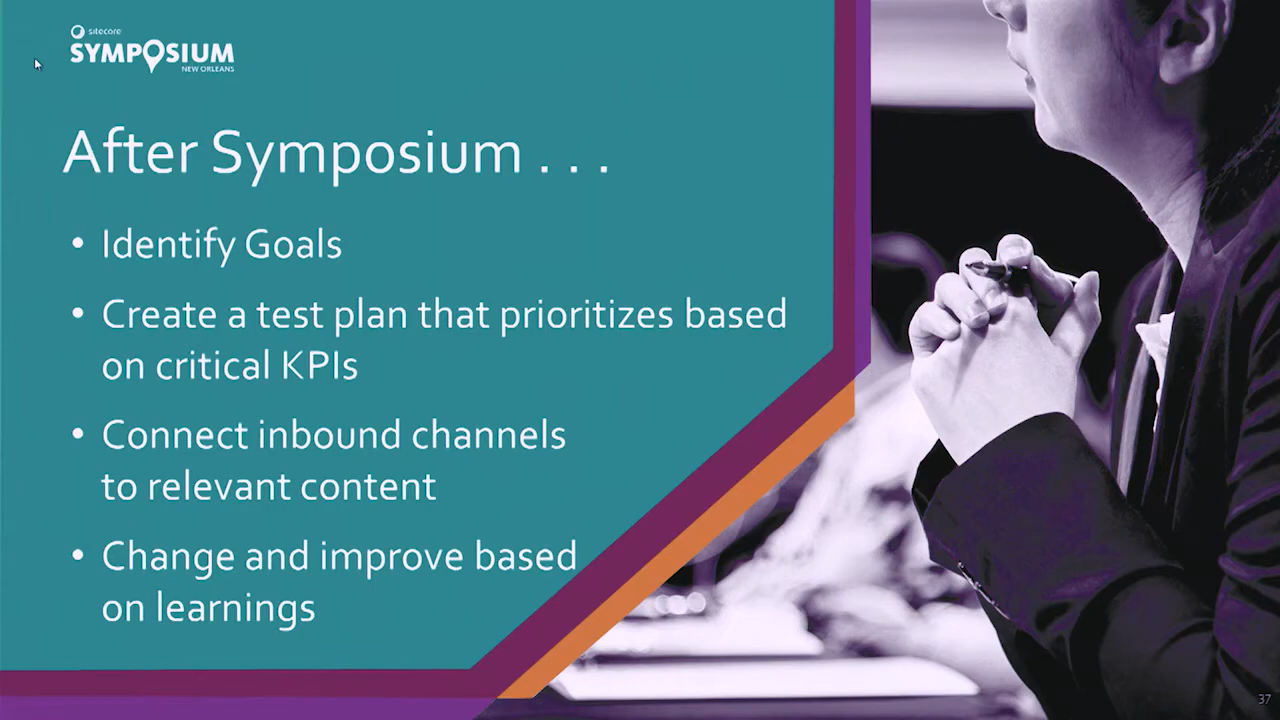 sitecore
SYMPOSIUM
NEW ORLEANS
After Symposium . . .
• Identify Goals
• Create a test plan that prioritizes based
on critical KPIs
• Connect inbound channels
to relevant content
• Change and improve based
on learnings
37